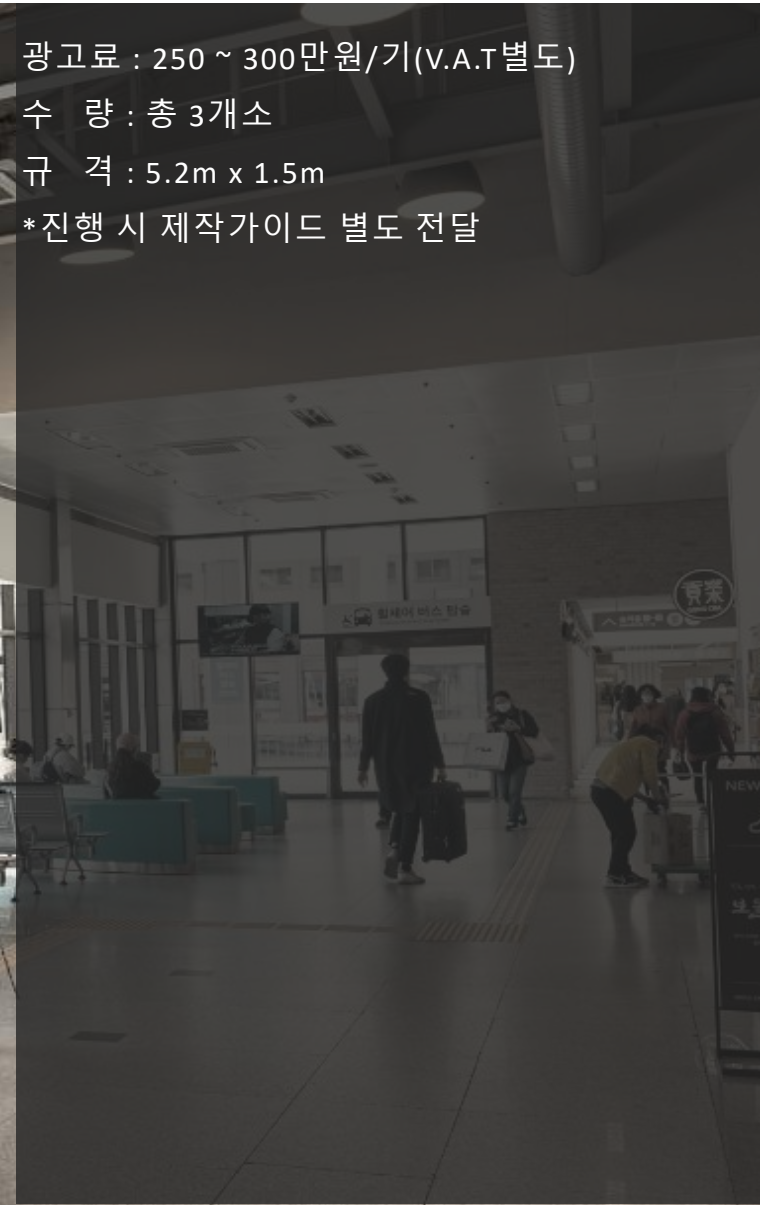 광고료 : 250 ~ 300만원/기(V.A.T별도)
수 량 : 총 3개소
규 격 : 5.2m x 1.5m
*진행 시 제작가이드 별도 전달
휠체어 버스 탑승
NEW